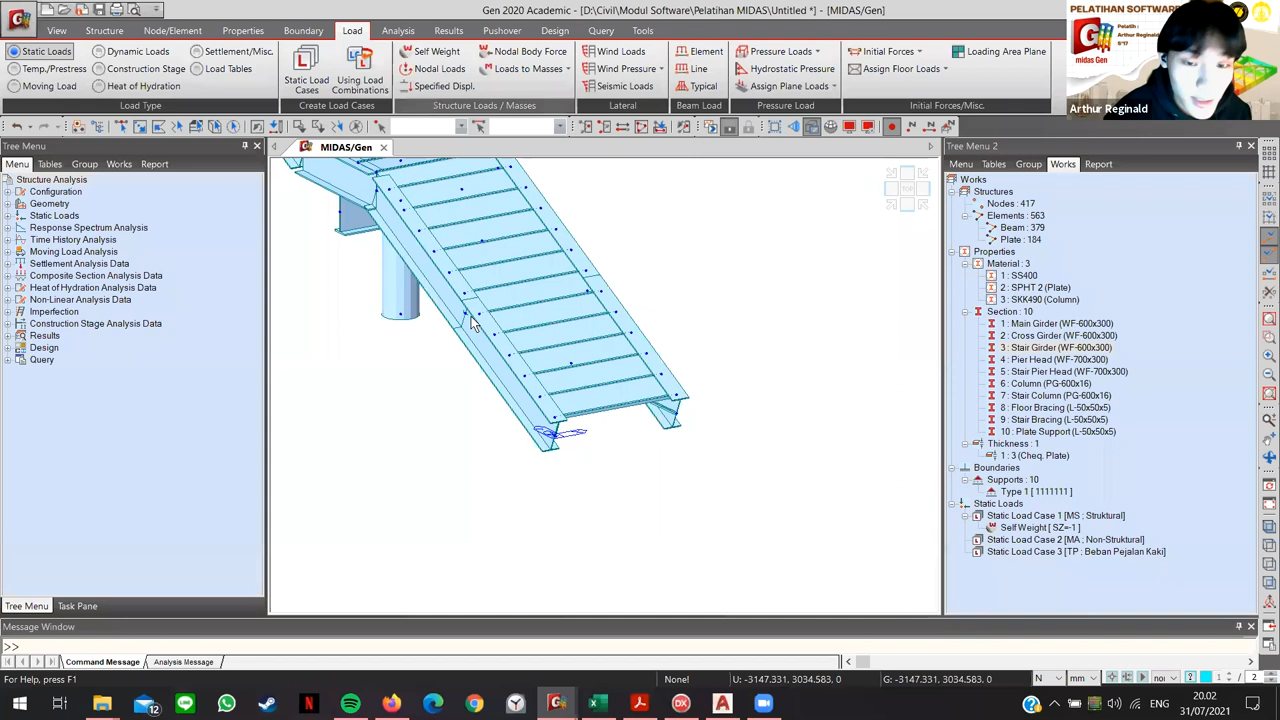 Gen 2020 Academic - [D:\Civil\Modul Software\Pelatihan MIDAS\Untitled *] - [MIDAS/Gen]
PELATIHAN SOFTWARE
Pelatih :
Arthur Reginald
S'17
midas Gen
Arthur Reginald
View
Structure
Node/Element
Properties
Boundary
Load
Analysis
Results
Pushover
Design
Query
Tools
Static Loads
Dynamic Loads
Settlement/Misc.
Temp./Prestress
Construction Stage
Load Tables
Moving Load
Heat of Hydration
Load Type
Static Load Cases
Using Load Combinations
Create Load Cases
Self Weight
Nodal Body Force
Nodal Loads
Loads to Masses
Specified Displ.
Structure Loads / Masses
Wind Loads
Wind Pressure
Seismic Loads
Lateral
Element
Line
Typical
Beam Load
Pressure Loads
Hydrostatic Pressure
Assign Plane Loads
Pressure Load
Initial Forces
Loading Area Plane
Assign Floor Loads
Initial Forces/Misc.
Tree Menu
Menu
Tables
Group
Works
Report
Structure Analysis
Configuration
Geometry
Static Loads
Response Spectrum Analysis
Time History Analysis
Moving Load Analysis
Settlement Analysis Data
Composite Section Analysis Data
Heat of Hydration Analysis Data
Non-Linear Analysis Data
Imperfection
Construction Stage Analysis Data
Results
Design
Query
Tree Menu
Task Pane
MIDAS/Gen
TOP
Tree Menu 2
Menu
Tables
Group
Works
Report
Works
Structures
Nodes : 417
Elements : 563
Beam : 379
Plate : 184
Properties
Material : 3
1 : SS400
2 : SPHT 2 (Plate)
3 : SKK490 (Column)
Section : 10
1 : Main Girder (WF-600x300)
2 : Cross Girder (WF-600x300)
3 : Stair Girder (WF-600x300)
4 : Pier Head (WF-700x300)
5 : Stair Pier Head (WF-700x300)
6 : Column (PG-600x16)
7 : Stair Column (PG-600x16)
8 : Floor Bracing (L-50x50x5)
9 : Stair Bracing (L-50x50x5)
10 : Plate Support (L-50x50x5)
Thickness : 1
1 : 3 (Cheq. Plate)
Boundaries
Supports : 10
Type 1 [ 1111111 ]
Static Loads
Static Load Case 1 [MS ; Struktural]
Self Weight [ SZ=-1 ]
Static Load Case 2 [MA ; Non-Struktural]
Static Load Case 3 [TP ; Beban Pejalan Kaki]
Message Window
>>
Command Message
Analysis Message
For Help, press F1
None!
U: -3147.331, 3034.583, 0
G: -3147.331, 3034.583, 0
N
mm
nor
1
/
2
12
ENG
20.02
31/07/2021